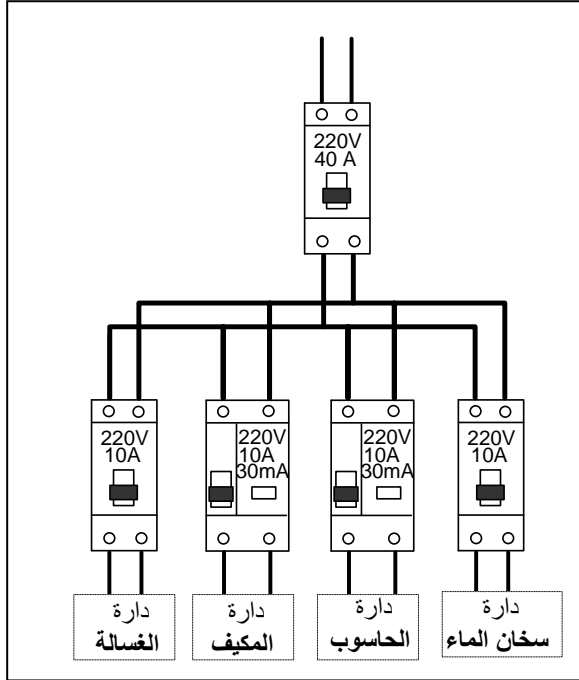 220V
40 A
220V
10A
220V
10A
30mA
220V
10A
30mA
220V
10A
دارة
الغسالة
دارة
المكيف
دارة
الحاسوب
دارة
سخان الماء